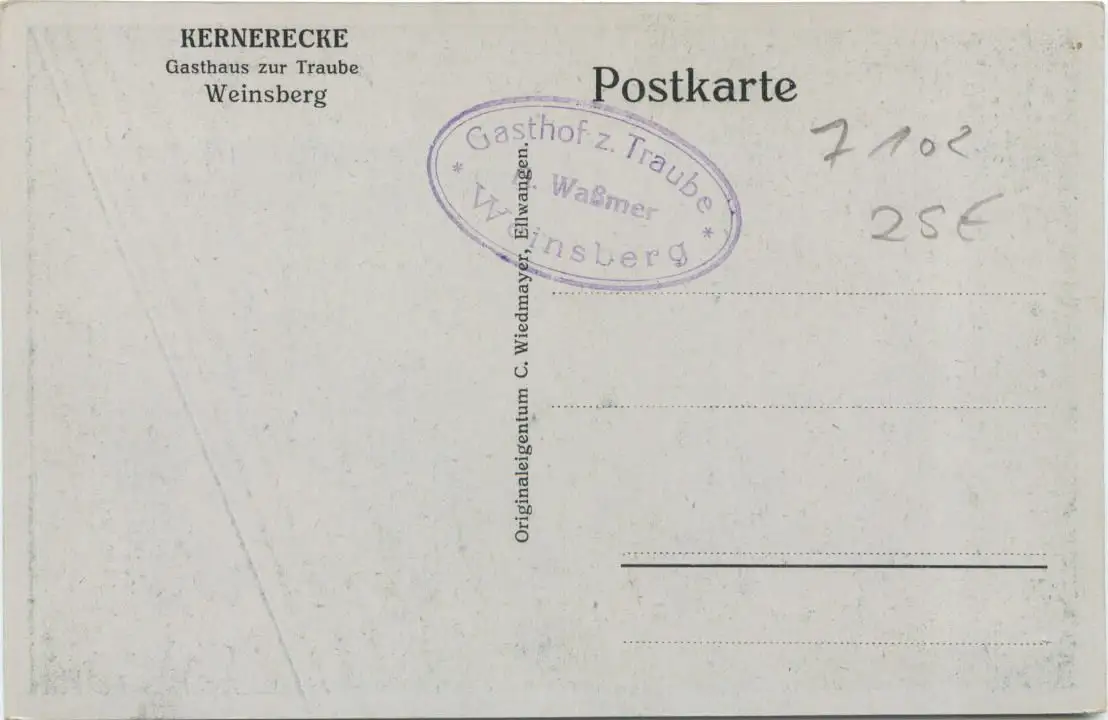 KERNERECKE
Gasthaus zur Traube
Weinsberg
Postkarte
Gasthof z. Traube
Waßmer
* Weinsberg *
7102
25€
Originaleigentum C. Wiedmayer, Ellwangen.